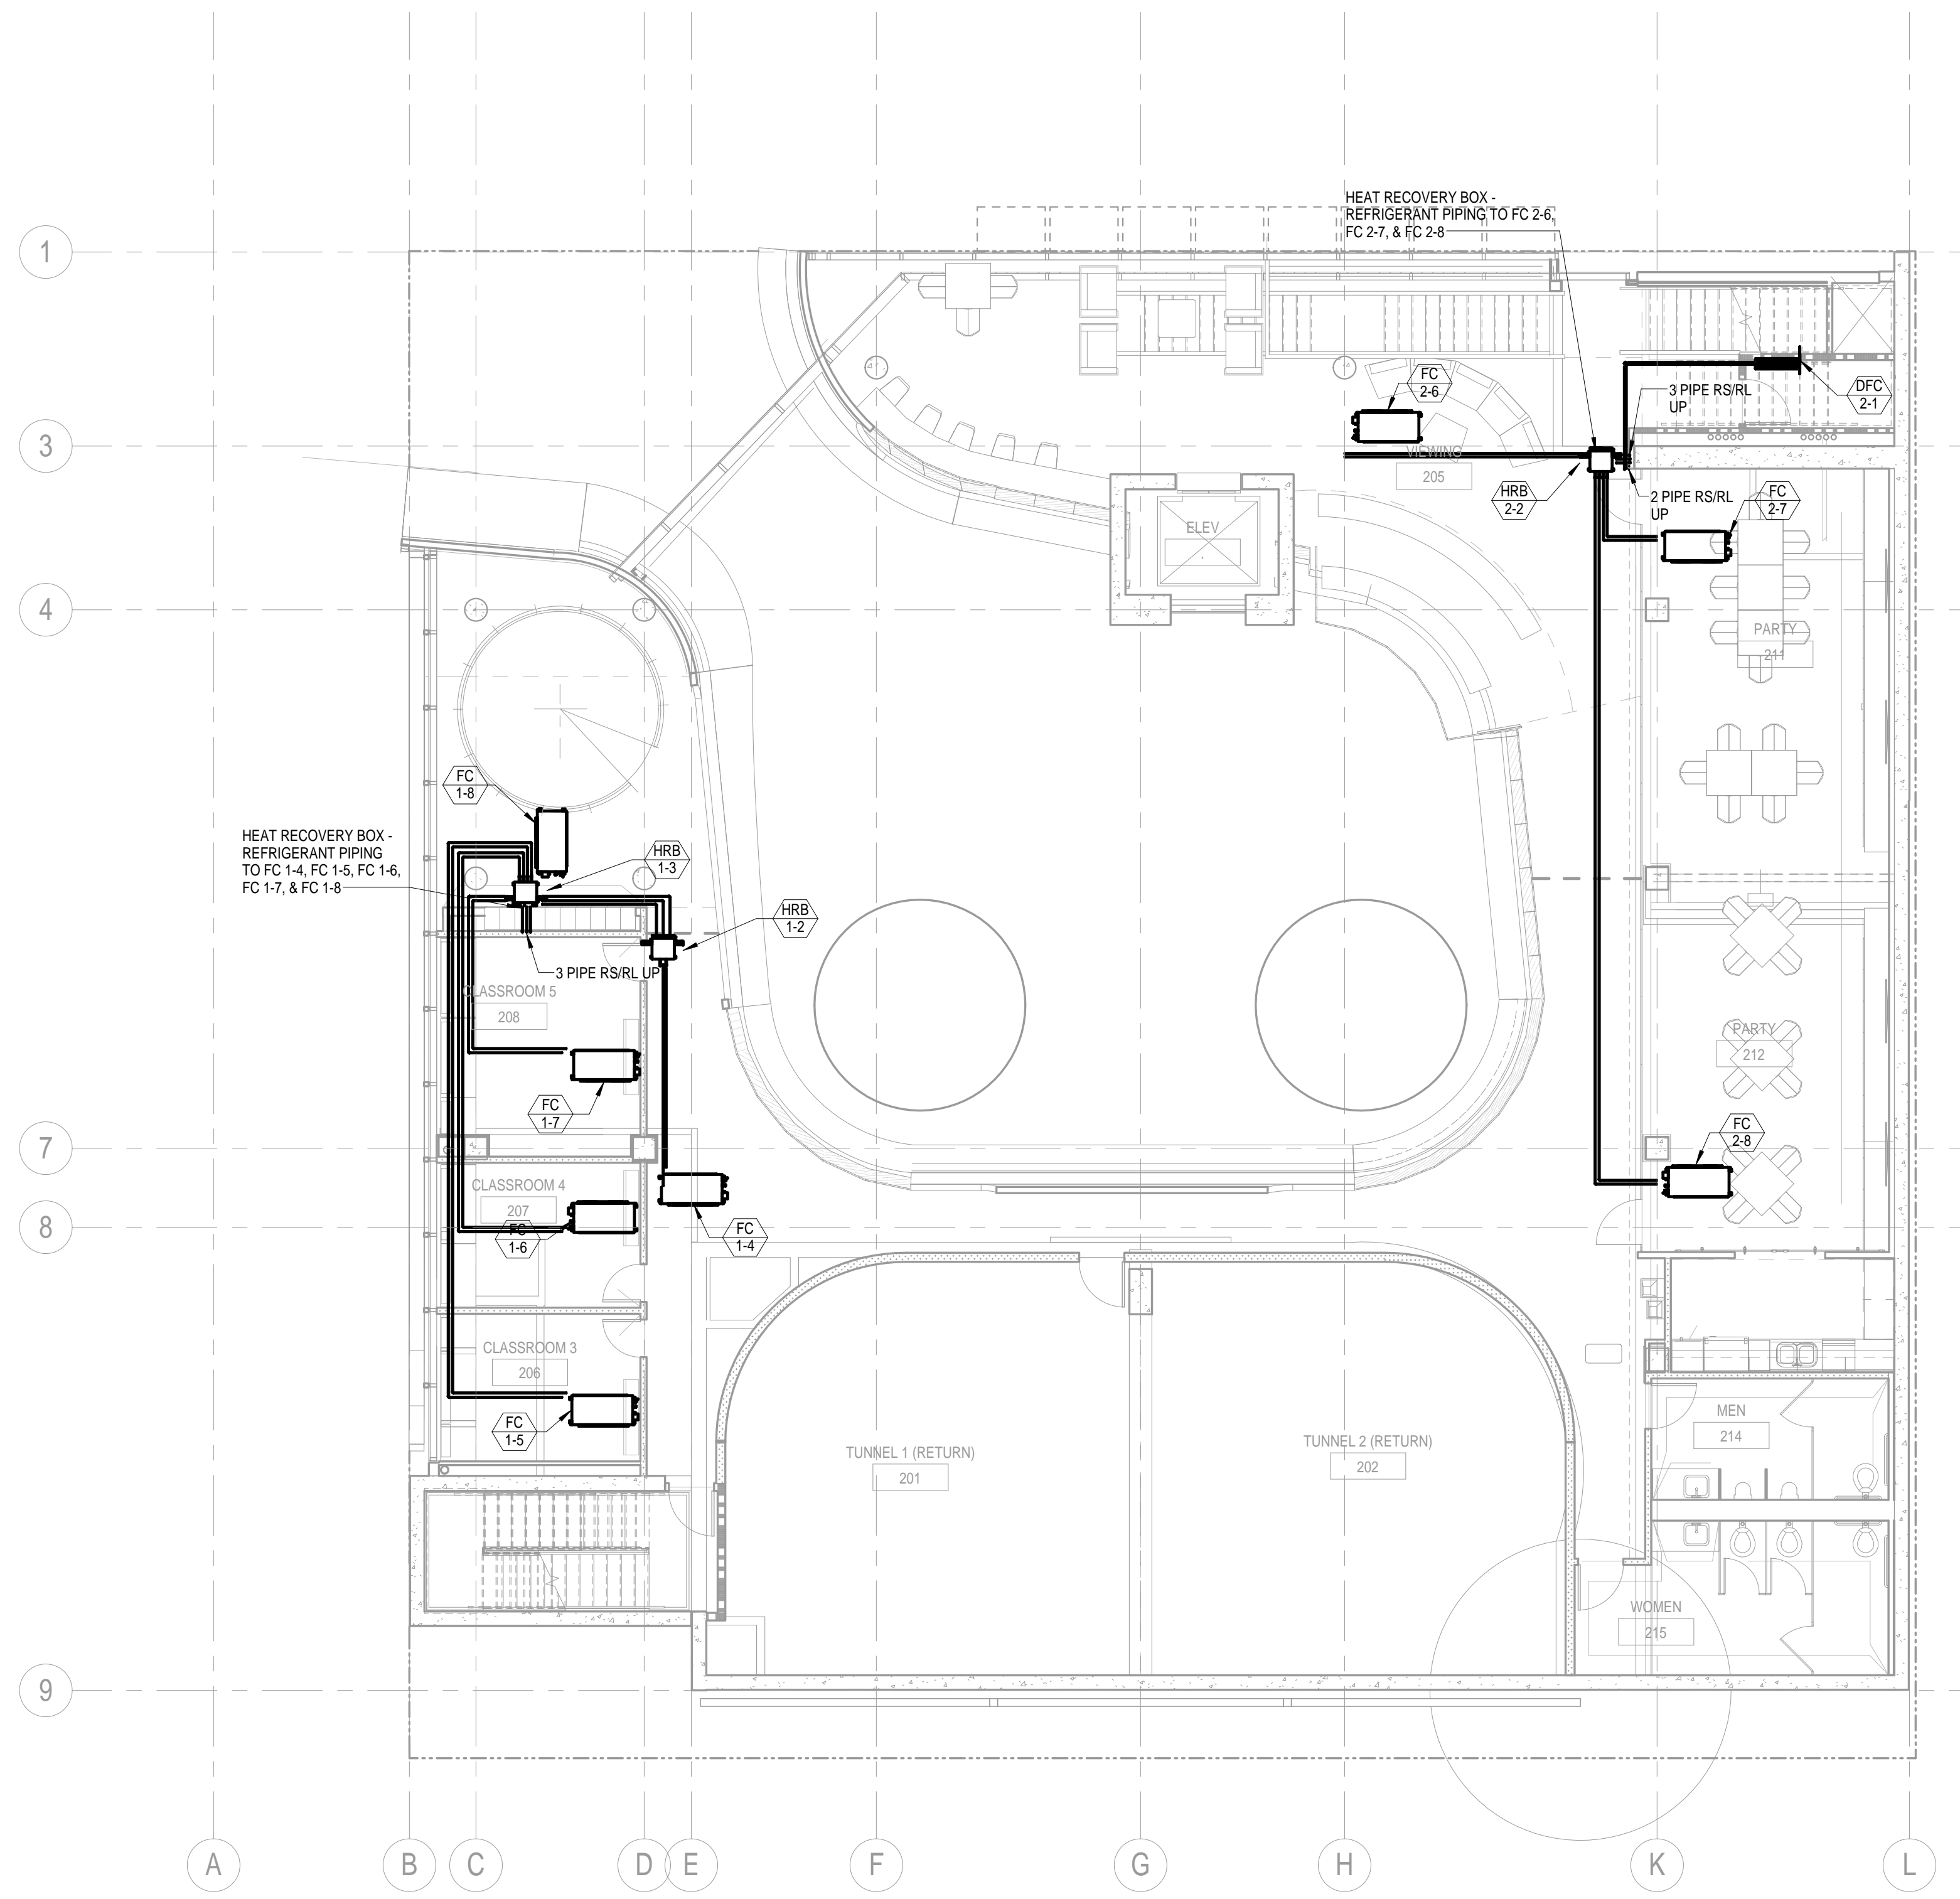 HEAT RECOVERY BOX -
REFRIGERANT PIPING TO FC 2-6,
FC 2-7, & FC 2-8
1
FC
2-6
3 PIPE RS/RL
UP
DFC
2-1
3
VIEWING
205
HRB
2-2
2 PIPE RS/RL
UP
FC
2-7
ELEV
4
PARTY
211
FC
1-8
HEAT RECOVERY BOX -
REFRIGERANT PIPING
TO FC 1-4, FC 1-5, FC 1-6,
FC 1-7, & FC 1-8
HRB
1-3
HRB
1-2
3 PIPE RS/RL UP
CLASSROOM 5
208
PARTY
212
FC
1-7
FC
2-8
7
CLASSROOM 4
207
FC
1-6
FC
1-4
8
CLASSROOM 3
206
FC
1-5
TUNNEL 1 (RETURN)
201
TUNNEL 2 (RETURN)
202
MEN
214
WOMEN
215
9
A
B
C
D
E
F
G
H
K
L